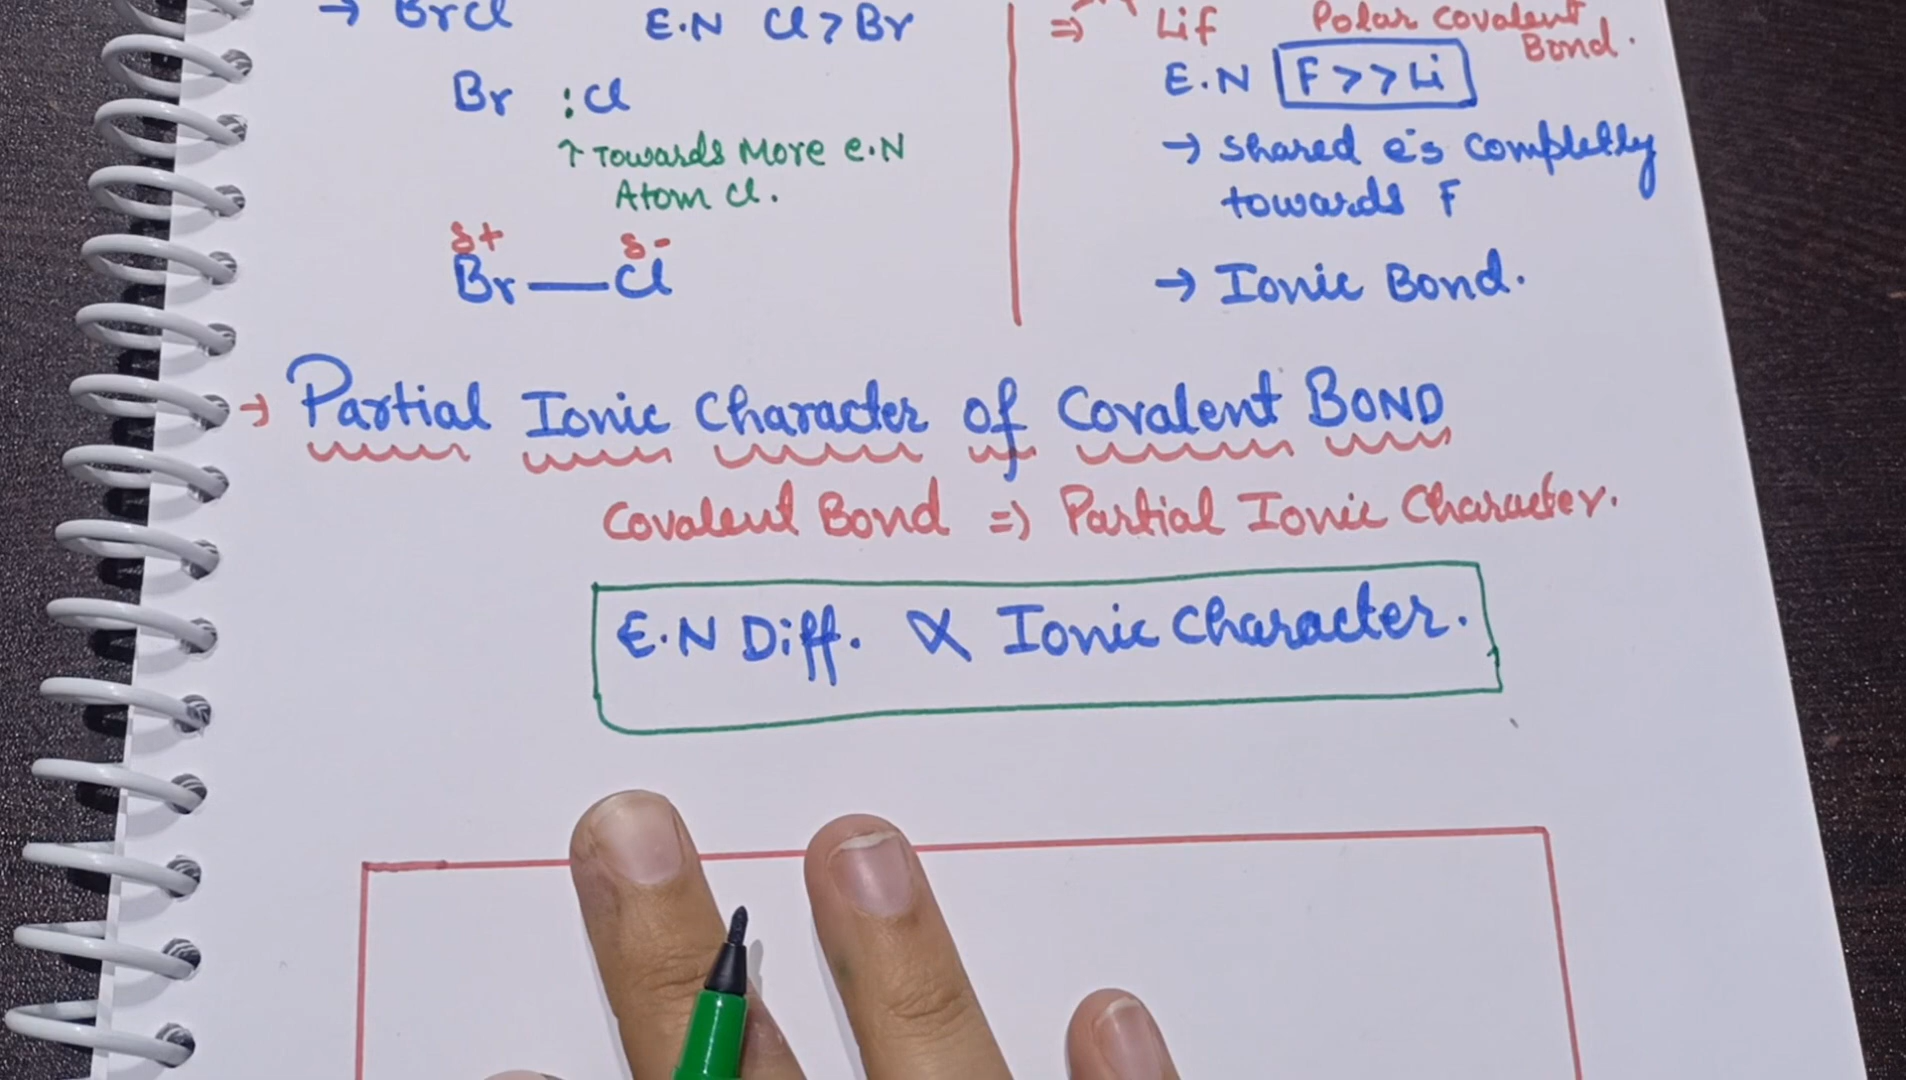 → BrCl E.N Cl > Br
Br :Cl
↑ Towards More e.N
Atom Cl.
δ+ δ-
Br—Cl
⇒ Lif Polar Covalent
Bond.
E.N F >> Li
→ shared e's completly
towards F
→ Ionic Bond.
→ Partial Ionic Character of Covalent BOND
Covalent Bond => Partial Ionic Character.
E.N Diff. ∝ Ionic Character.